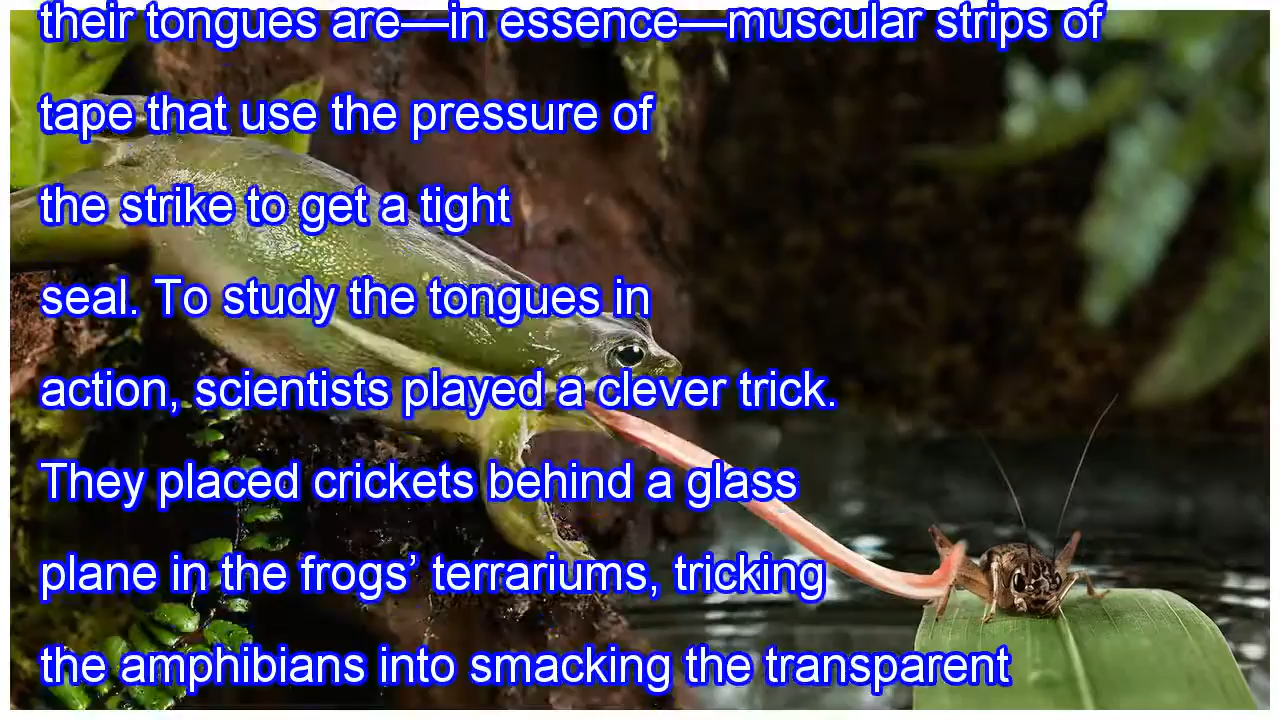 their tongues are—in essence—muscular strips of
tape that use the pressure of
the strike to get a tight
seal. To study the tongues in
action, scientists played a clever trick.
They placed crickets behind a glass
plane in the frogs’ terrariums, tricking
the amphibians into smacking the transparent